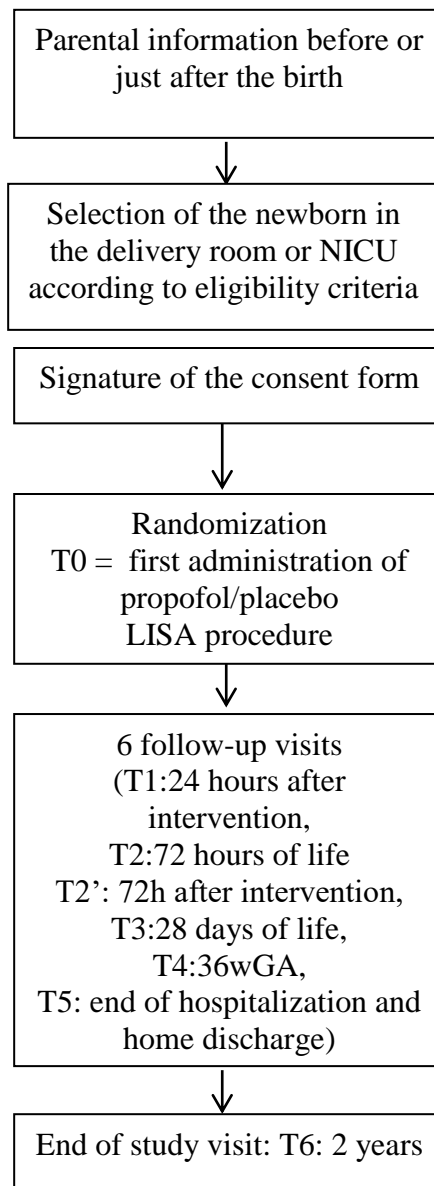 Parental information before or
just after the birth
Selection of the newborn in
the delivery room or NICU
according to eligibility criteria
Signature of the consent form
Randomization
T0 = first administration of
propofol/placebo
LISA procedure
6 follow-up visits
(T1:24 hours after
intervention,
T2:72 hours of life
T2’: 72h after intervention,
T3:28 days of life,
T4:36wGA,
T5: end of hospitalization and
home discharge)
End of study visit: T6: 2 years